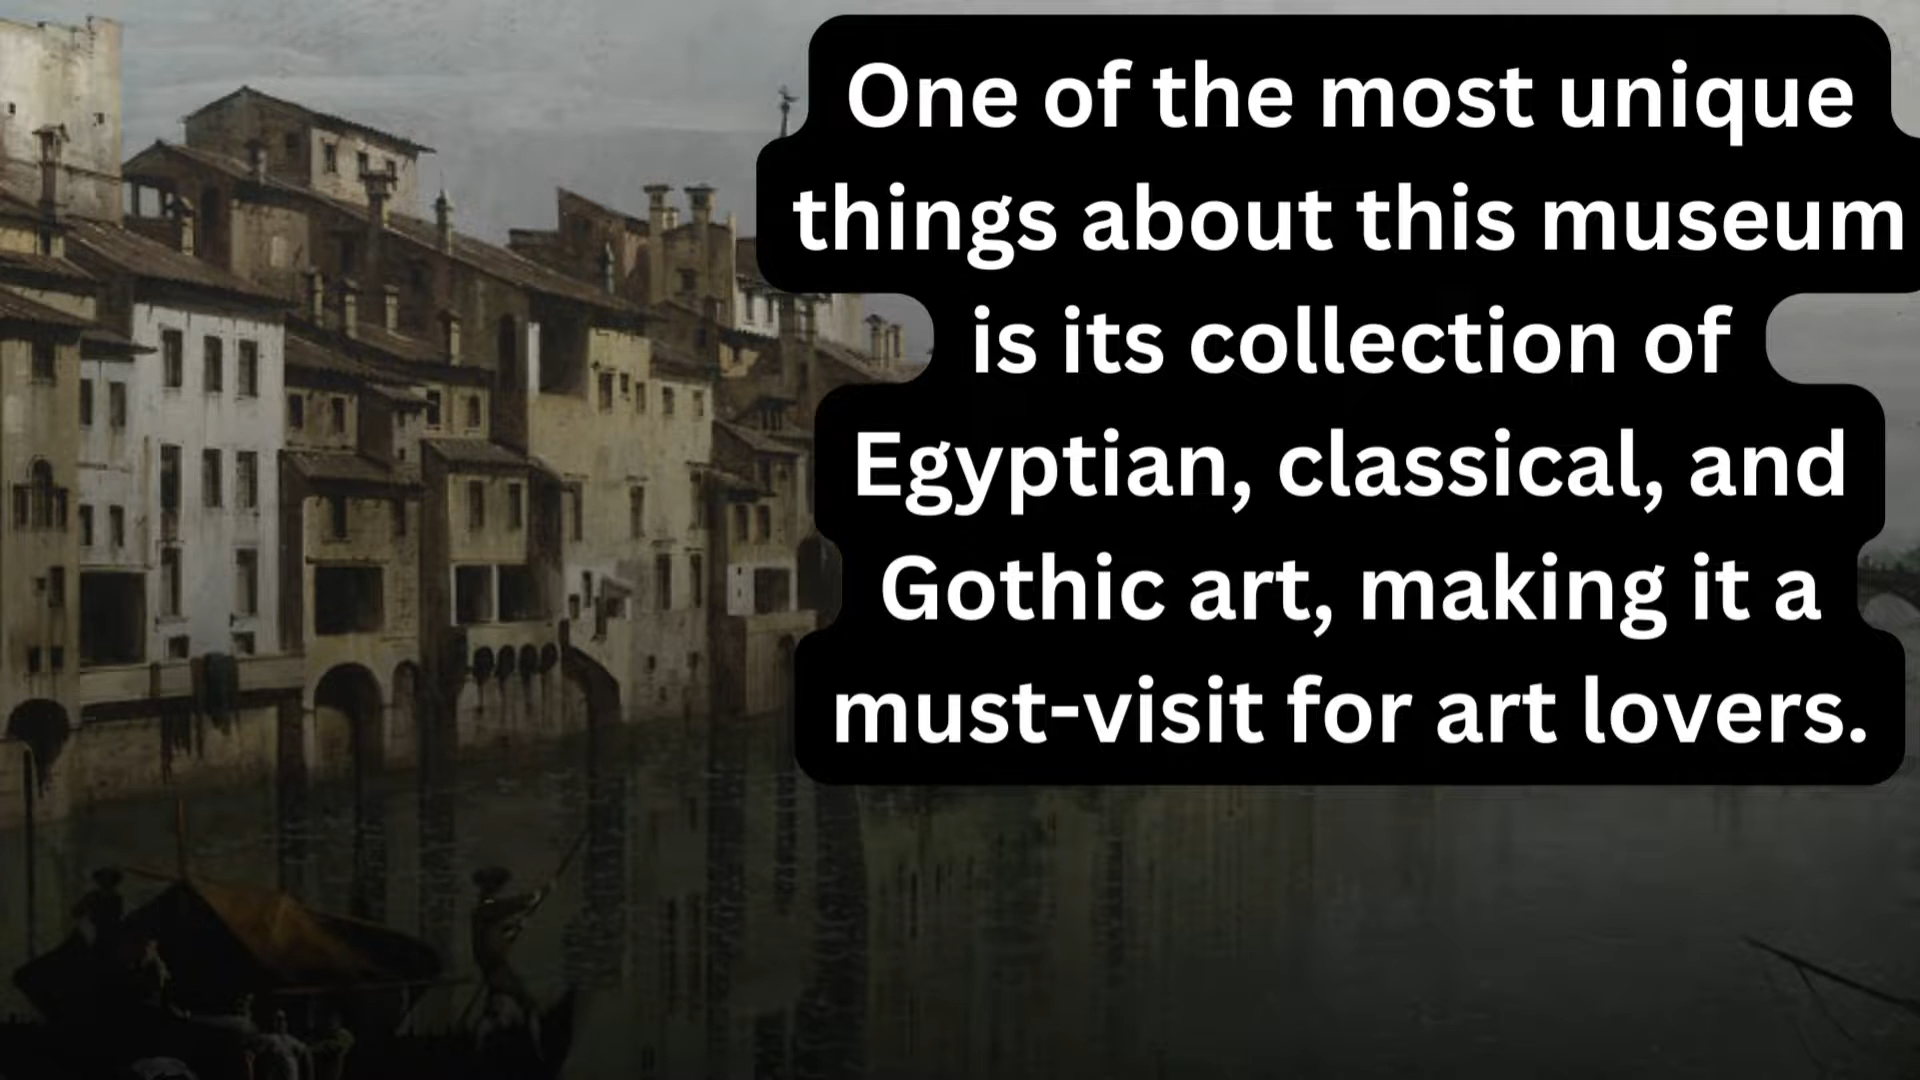 One of the most unique
things about this museum
is its collection of
Egyptian, classical, and
Gothic art, making it a
must-visit for art lovers.